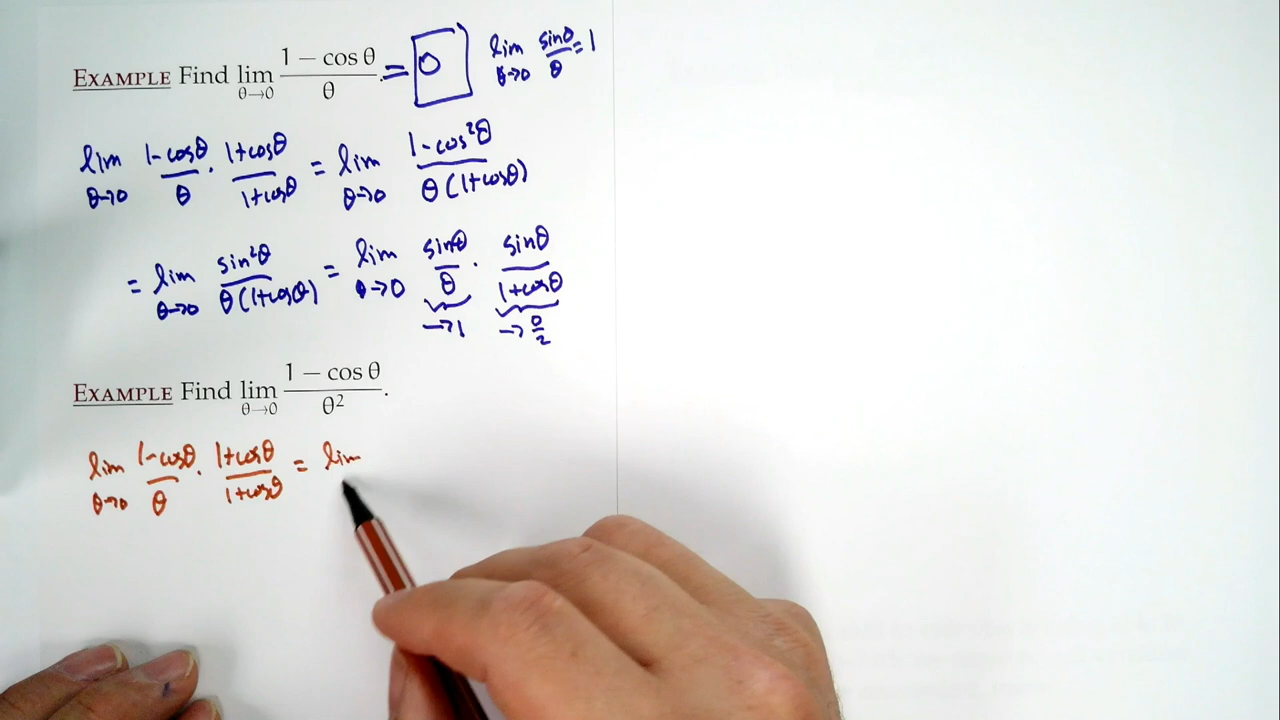 EXAMPLE Find lim θ→0 (1 − cos θ)/θ. = 0 lim θ→0 sinθ/θ = 1
lim θ→0 (1-cosθ)/θ · (1+cosθ)/(1+cosθ) = lim θ→0 (1-cos²θ)/(θ(1+cosθ))
= lim θ→0 sin²θ/(θ(1+cosθ)) = lim θ→0 sinθ/θ · sinθ/(1+cosθ)
→1 →0/2
EXAMPLE Find lim θ→0 (1 − cos θ)/θ².
lim θ→0 (1-cosθ)/θ · (1+cosθ)/(1+cosθ) = lim